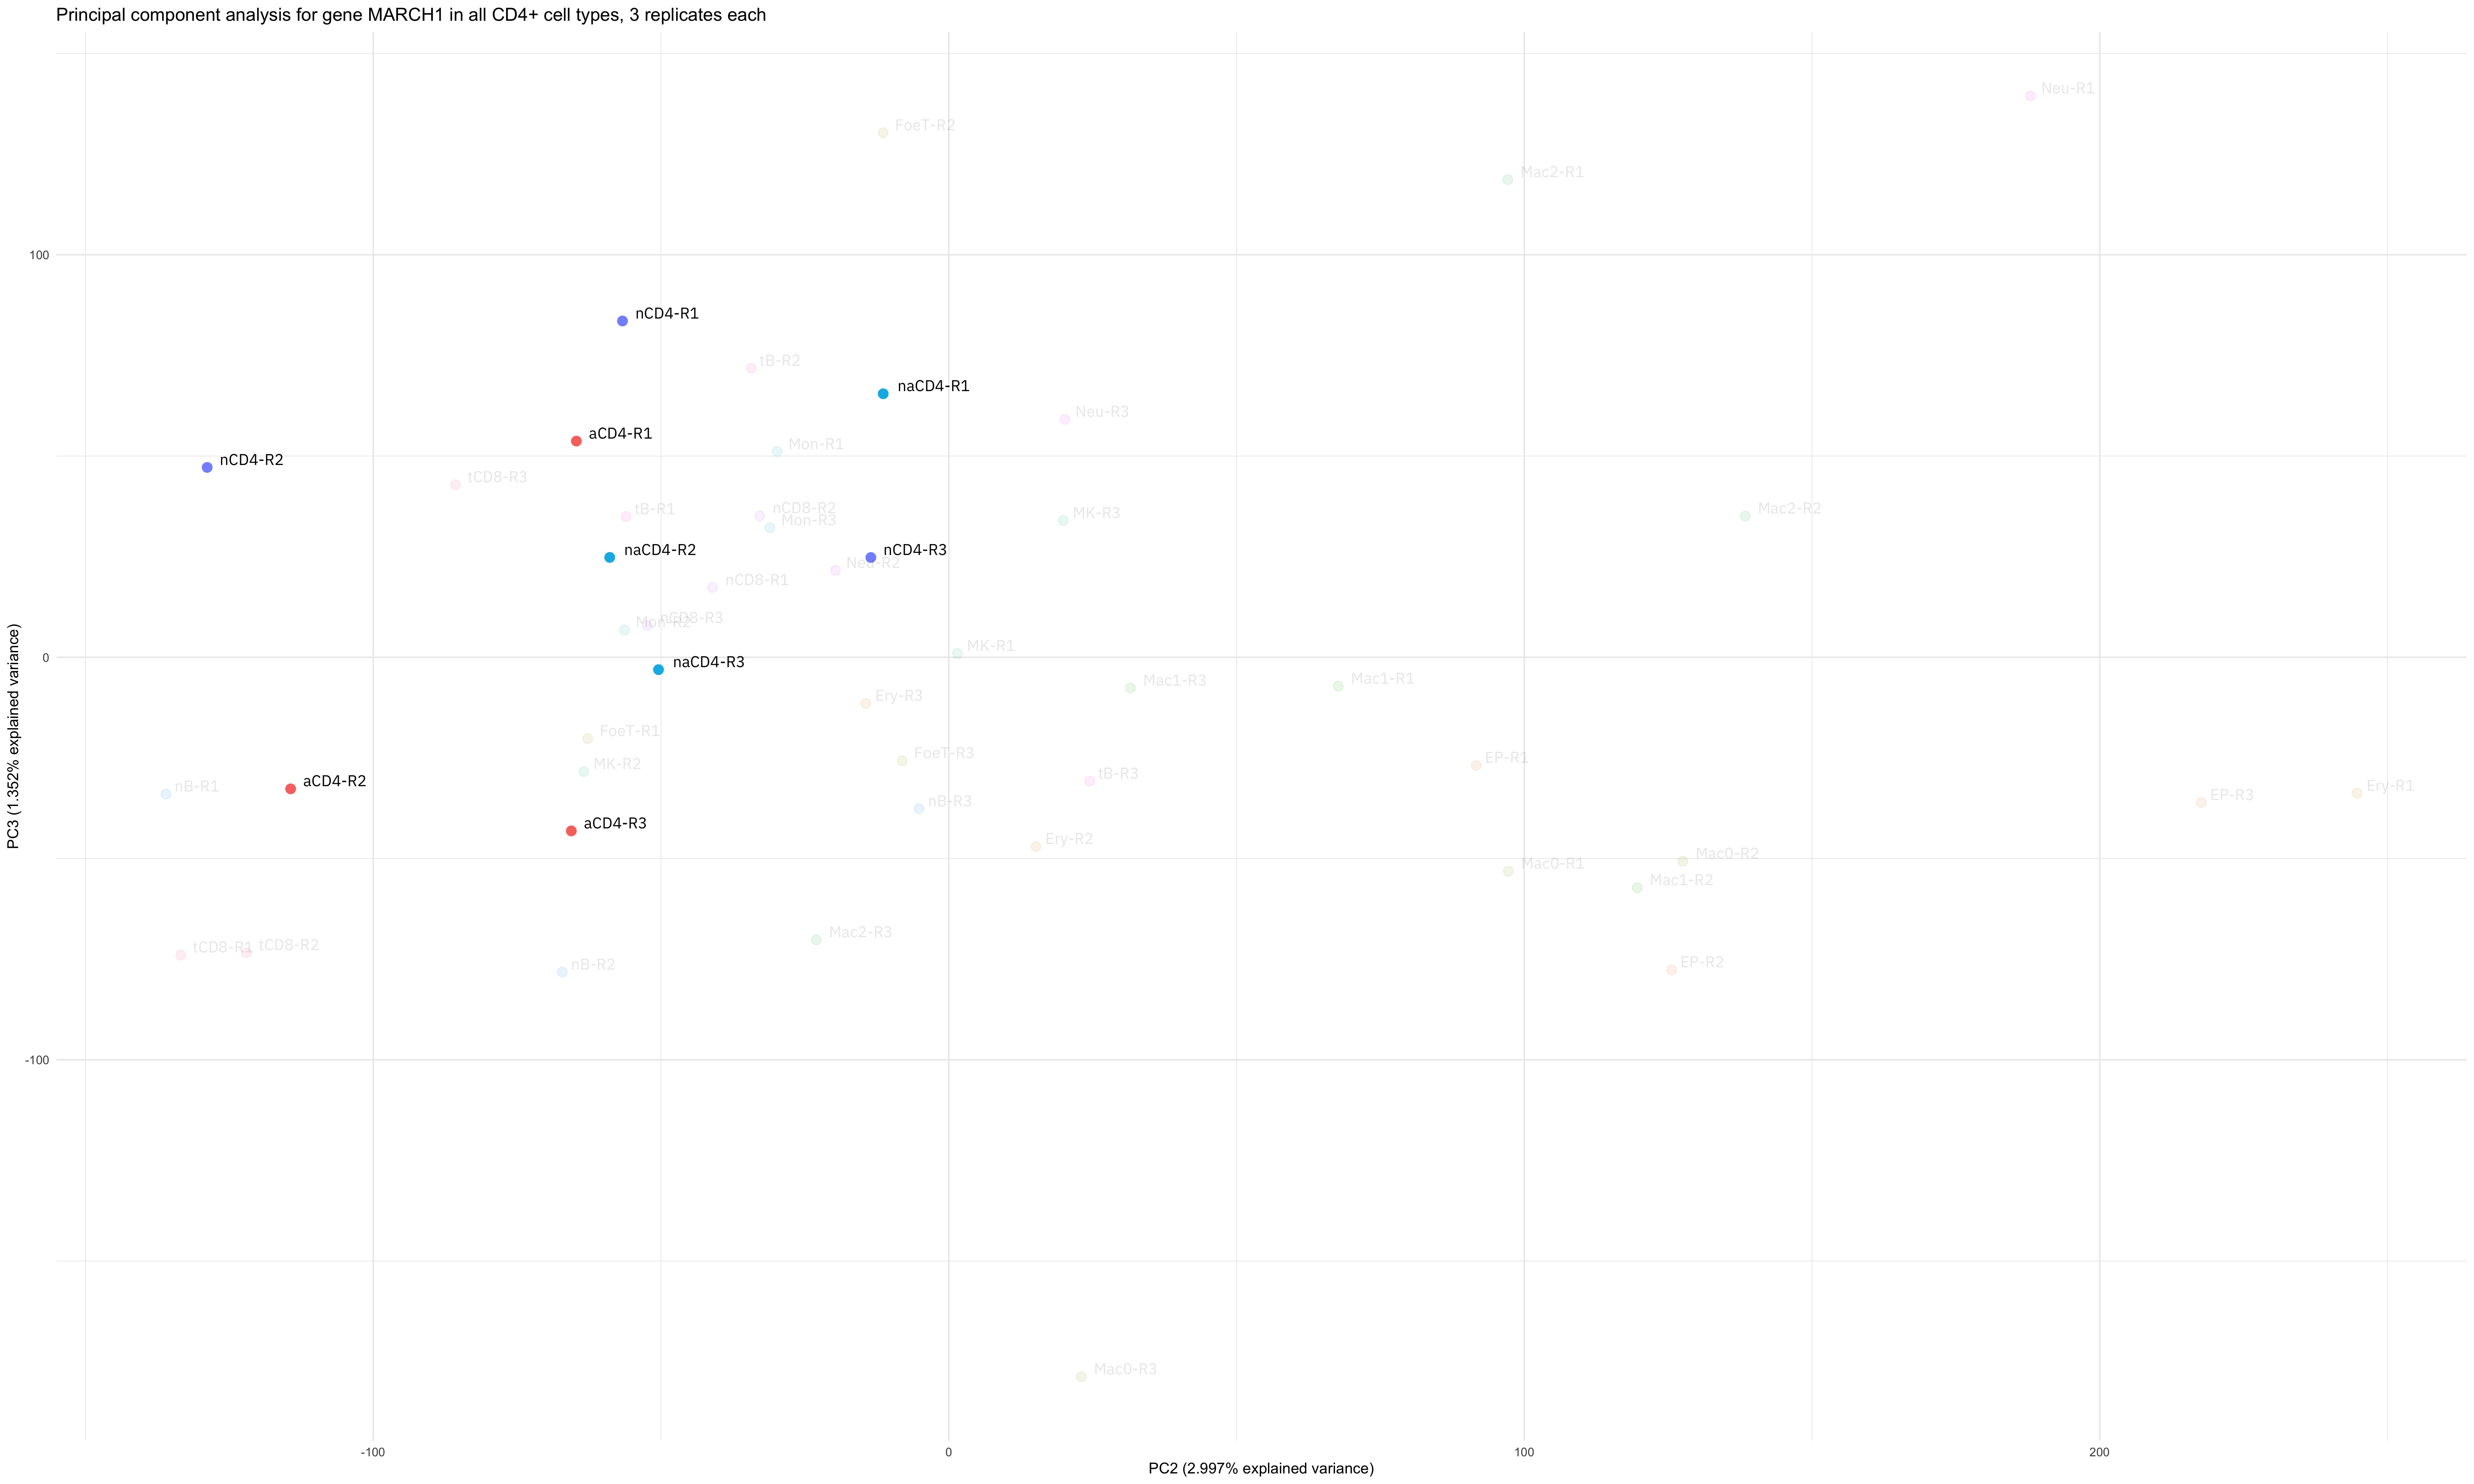 Principal component analysis for gene MARCH1 in all CD4+ cell types, 3 replicates each
Neu-R1
FoeT-R2
Mac2-R1
100
nCD4-R1
tB-R2
naCD4-R1
Neu-R3
aCD4-R1
Mon-R1
nCD4-R2
tCD8-R3
tB-R1
nCD8-R2
Mon-R3
MK-R3
Mac2-R2
naCD4-R2
nCD4-R3
Neu-R2
nCD8-R1
Mon-R2
nCD8-R3
0
naCD4-R3
MK-R1
Mac1-R3
Mac1-R1
Ery-R3
FoeT-R1
FoeT-R3
MK-R2
EP-R1
tB-R3
nB-R1
aCD4-R2
nB-R3
EP-R3
Ery-R1
aCD4-R3
Ery-R2
Mac0-R1
Mac0-R2
Mac1-R2
Mac2-R3
tCD8-R1
tCD8-R2
nB-R2
EP-R2
-100
Mac0-R3
PC3 (1.352% explained variance)
-100
0
100
200
PC2 (2.997% explained variance)